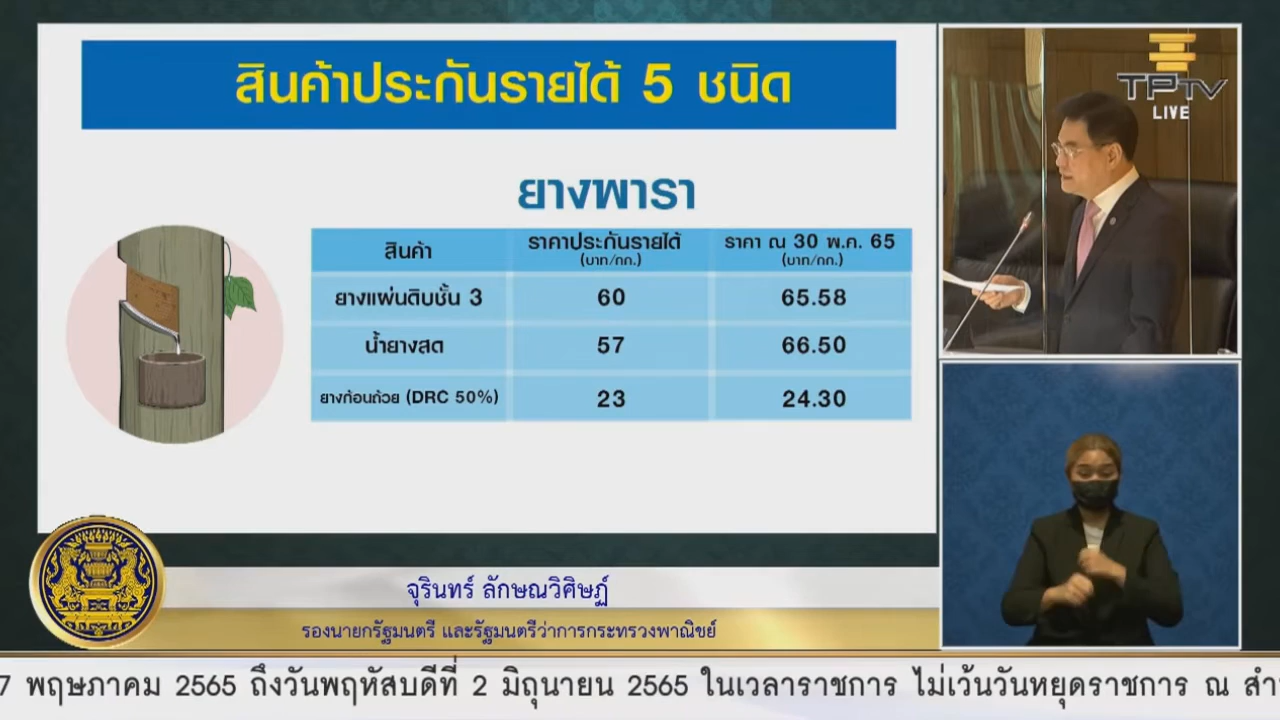 สินค้าประกันรายได้ 5 ชนิด
TPTV
LIVE
ยางพารา
สินค้า ราคาประกันรายได้ ราคา ณ 30 พ.ค. 65
(บาท/กก.) (บาท/กก.)
ยางแผ่นดิบชั้น 3 60 65.58
น้ำยางสด 57 66.50
ยางก้อนถ้วย (DRC 50%) 23 24.30
จุรินทร์ ลักษณวิศิษฏ์
รองนายกรัฐมนตรี และรัฐมนตรีว่าการกระทรวงพาณิชย์
7 พฤษภาคม 2565 ถึงวันพฤหัสบดีที่ 2 มิถุนายน 2565 ในเวลาราชการ ไม่เว้นวันหยุดราชการ ณ